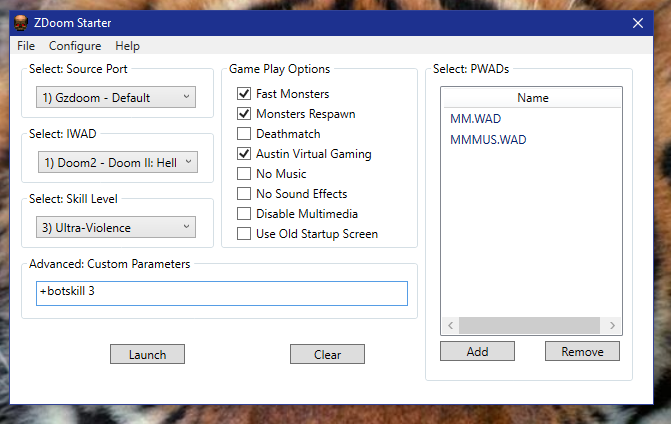 ZDoom Starter
File Configure Help
Select: Source Port
1) Gzdoom - Default
Select: IWAD
1) Doom2 - Doom II: Hell
Select: Skill Level
3) Ultra-Violence
Game Play Options
Fast Monsters
Monsters Respawn
Deathmatch
Austin Virtual Gaming
No Music
No Sound Effects
Disable Multimedia
Use Old Startup Screen
Select: PWADs
Name
MM.WAD
MMMUS.WAD
Add Remove
Advanced: Custom Parameters
+botskill 3
Launch Clear